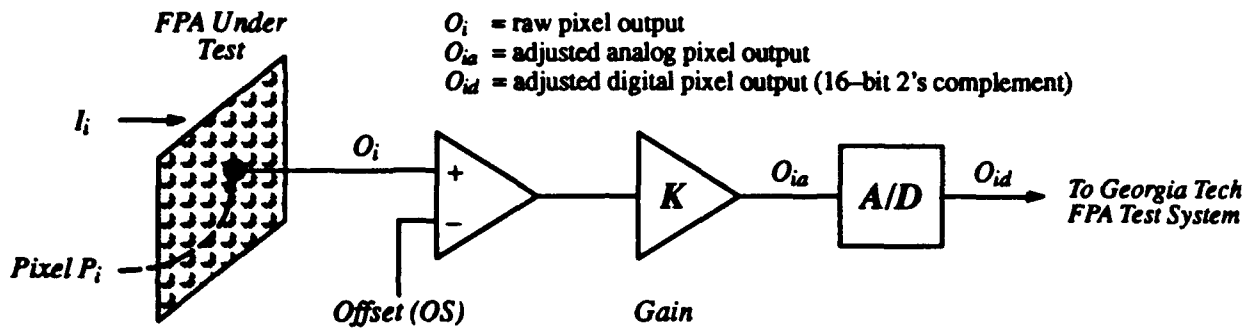 FPA Under
Test
O_i = raw pixel output
O_ia = adjusted analog pixel output
O_id = adjusted digital pixel output (16–bit 2's complement)
I_i
O_i
+
−
K
O_ia
A/D
O_id
To Georgia Tech
FPA Test System
Pixel P_i
Offset (OS)
Gain